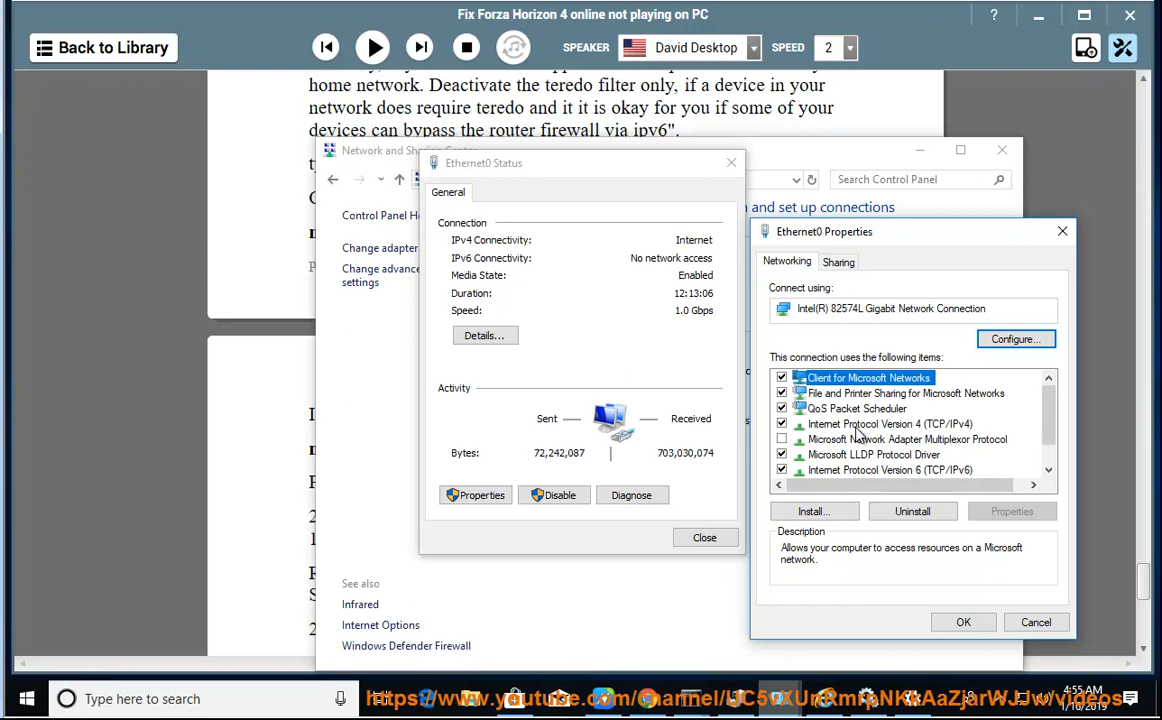 Fix Forza Horizon 4 online not playing on PC
?
Back to Library
SPEAKER
David Desktop
SPEED
2
home network. Deactivate the teredo filter only, if a device in your
network does require teredo and it it is okay for you if some of your
devices can bypass the router firewall via ipv6".
Network and Sharing Center
Search Control Panel
and set up connections
Control Panel H
Change adapter
Change advanc
settings
See also
Infrared
Internet Options
Windows Defender Firewall
Ethernet0 Status
General
Connection
IPv4 Connectivity: Internet
IPv6 Connectivity: No network access
Media State: Enabled
Duration: 12:13:06
Speed: 1.0 Gbps
Details...
Activity
Sent
Received
Bytes: 72,242,087 703,030,074
Properties
Disable
Diagnose
Close
Ethernet0 Properties
Networking
Sharing
Connect using:
Intel(R) 82574L Gigabit Network Connection
Configure...
This connection uses the following items:
Client for Microsoft Networks
File and Printer Sharing for Microsoft Networks
QoS Packet Scheduler
Internet Protocol Version 4 (TCP/IPv4)
Microsoft Network Adapter Multiplexor Protocol
Microsoft LLDP Protocol Driver
Internet Protocol Version 6 (TCP/IPv6)
Install...
Uninstall
Properties
Description
Allows your computer to access resources on a Microsoft
network.
OK
Cancel
Type here to search
4:55 AM
1/16/2019